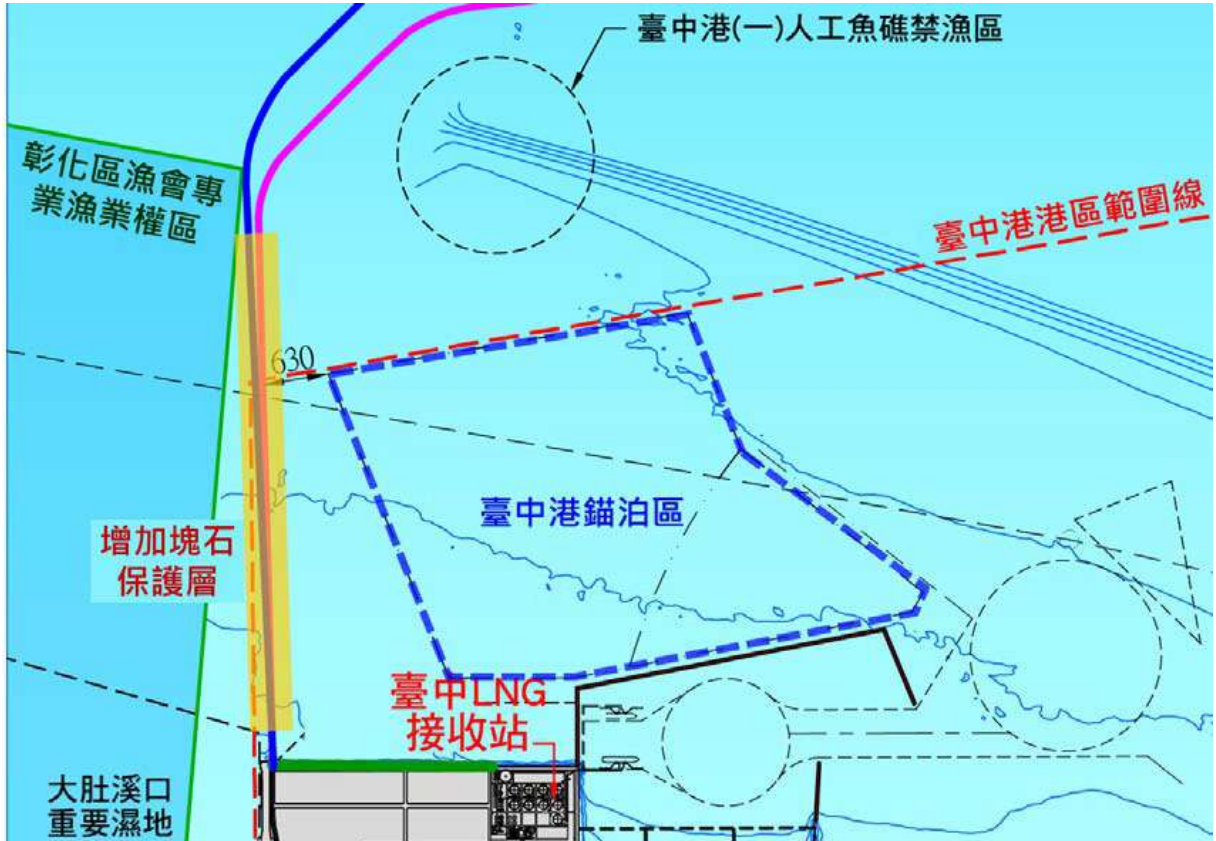 臺中港(一)人工魚礁禁漁區
彰化區漁會專
業漁業權區
臺中港港區範圍線
630
臺中港錨泊區
增加塊石
保護層
臺中LNG
接收站
大肚溪口
重要濕地